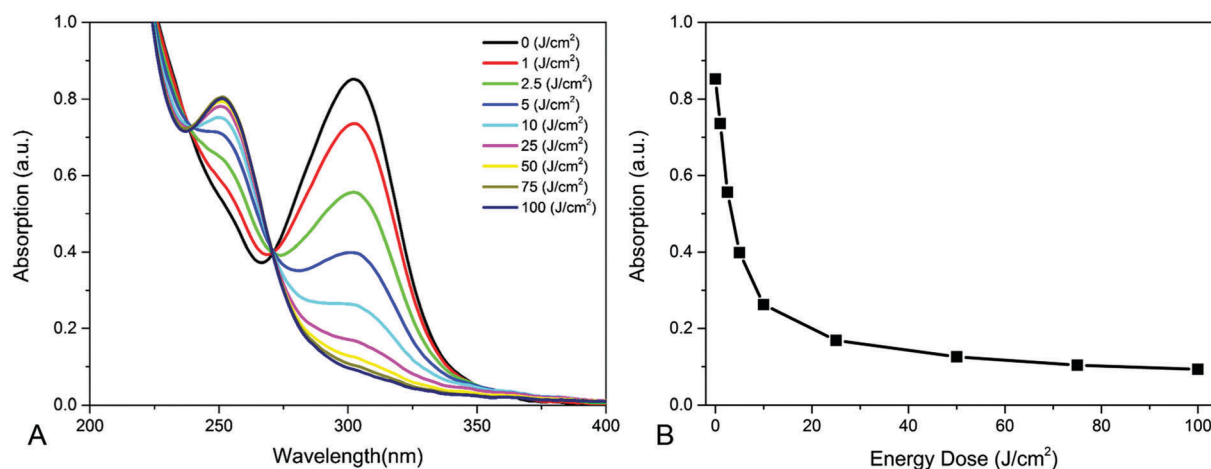 1.0
0.8
0.6
0.4
0.2
0.0
Absorption (a.u.)
200
250
300
350
400
Wavelength(nm)
0 (J/cm²)
1 (J/cm²)
2.5 (J/cm²)
5 (J/cm²)
10 (J/cm²)
25 (J/cm²)
50 (J/cm²)
75 (J/cm²)
100 (J/cm²)
A
1.0
0.8
0.6
0.4
0.2
0.0
Absorption (a.u.)
0
20
40
60
80
100
Energy Dose (J/cm²)
B